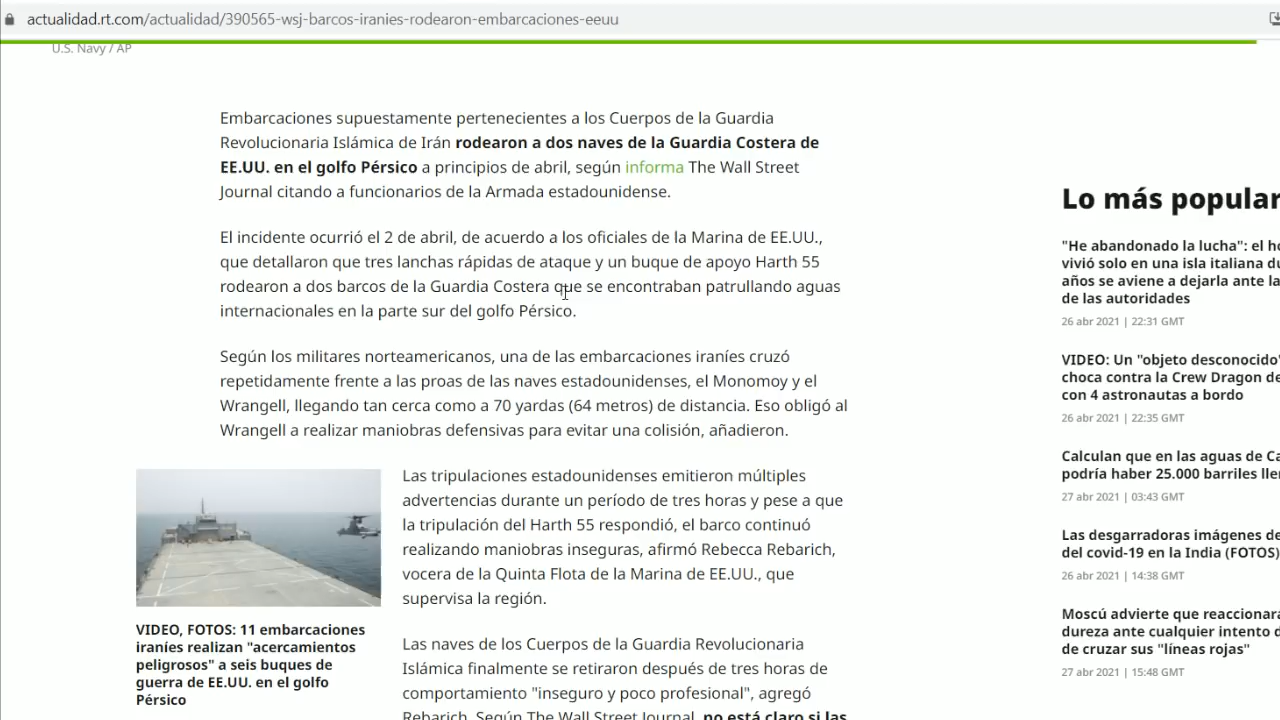 actualidad.rt.com/actualidad/390565-wsj-barcos-iranies-rodearon-embarcaciones-eeuu
U.S. Navy / AP
Embarcaciones supuestamente pertenecientes a los Cuerpos de la Guardia
Revolucionaria Islámica de Irán rodearon a dos naves de la Guardia Costera de
EE.UU. en el golfo Pérsico a principios de abril, según informa The Wall Street
Journal citando a funcionarios de la Armada estadounidense.
El incidente ocurrió el 2 de abril, de acuerdo a los oficiales de la Marina de EE.UU.,
que detallaron que tres lanchas rápidas de ataque y un buque de apoyo Harth 55
rodearon a dos barcos de la Guardia Costera que se encontraban patrullando aguas
internacionales en la parte sur del golfo Pérsico.
Según los militares norteamericanos, una de las embarcaciones iraníes cruzó
repetidamente frente a las proas de las naves estadounidenses, el Monomoy y el
Wrangell, llegando tan cerca como a 70 yardas (64 metros) de distancia. Eso obligó al
Wrangell a realizar maniobras defensivas para evitar una colisión, añadieron.
Las tripulaciones estadounidenses emitieron múltiples
advertencias durante un período de tres horas y pese a que
la tripulación del Harth 55 respondió, el barco continuó
realizando maniobras inseguras, afirmó Rebecca Rebarich,
vocera de la Quinta Flota de la Marina de EE.UU., que
supervisa la región.
Las naves de los Cuerpos de la Guardia Revolucionaria
Islámica finalmente se retiraron después de tres horas de
comportamiento "inseguro y poco profesional", agregó
Rebarich. Según The Wall Street Journal, no está claro si las
VIDEO, FOTOS: 11 embarcaciones
iraníes realizan "acercamientos
peligrosos" a seis buques de
guerra de EE.UU. en el golfo
Pérsico
Lo más popular
"He abandonado la lucha": el
vivió solo en una isla italiana
años se aviene a dejarla ante
de las autoridades
26 abr 2021 | 22:31 GMT
VIDEO: Un "objeto desconocido"
choca contra la Crew Dragon
con 4 astronautas a bordo
26 abr 2021 | 22:35 GMT
Calculan que en las aguas de
podría haber 25.000 barriles
27 abr 2021 | 03:43 GMT
Las desgarradoras imágenes
del covid-19 en la India (FOTOS)
26 abr 2021 | 14:38 GMT
Moscú advierte que
dureza ante cualquier intento
de cruzar sus "líneas rojas"
27 abr 2021 | 15:48 GMT